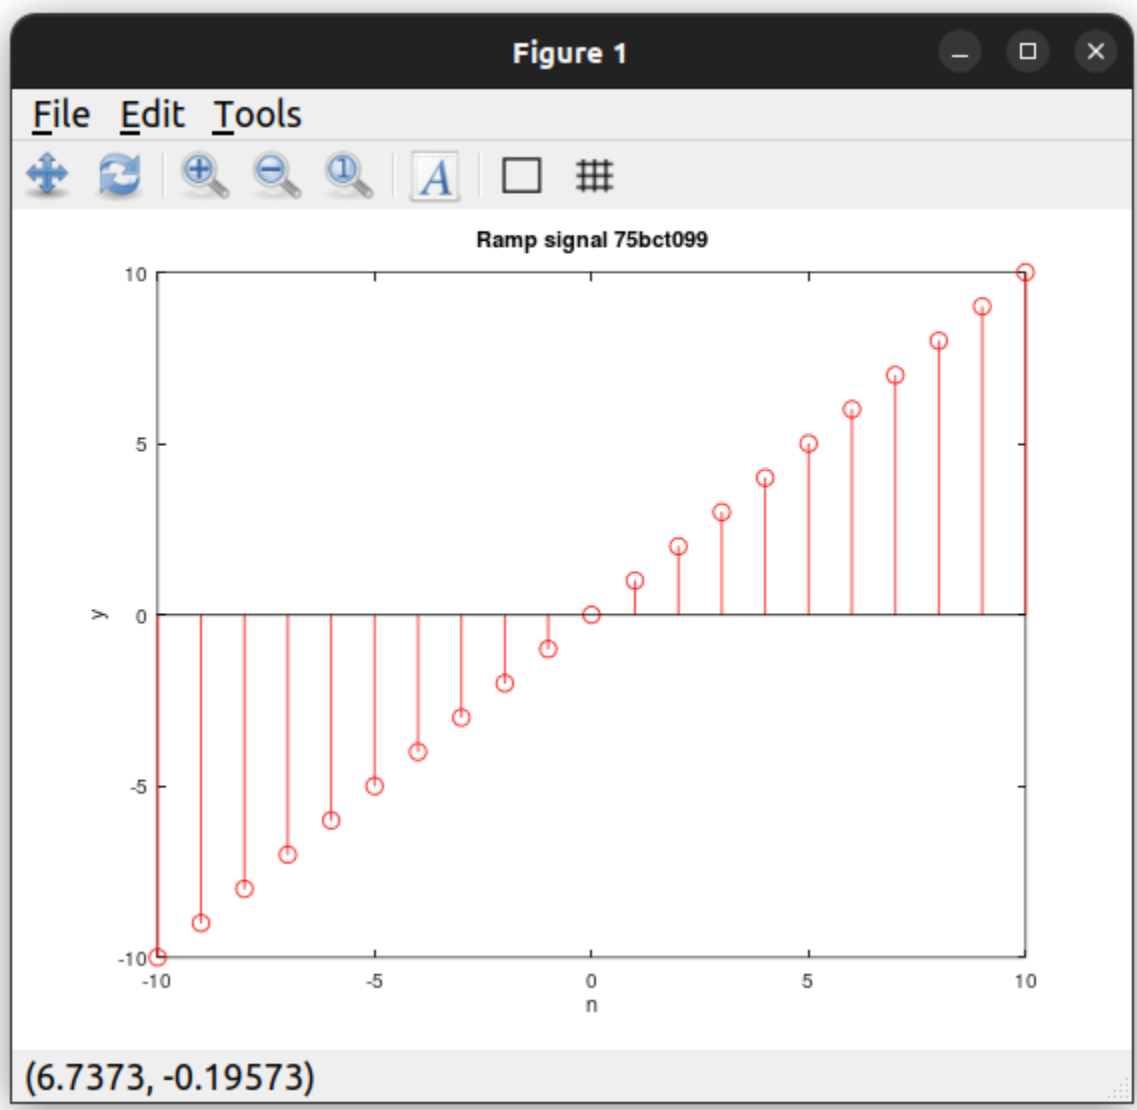 Figure 1
File Edit Tools
Ramp signal 75bct099
10
5
0
-5
-10
y
-10 -5 0 5 10
n
(6.7373, -0.19573)